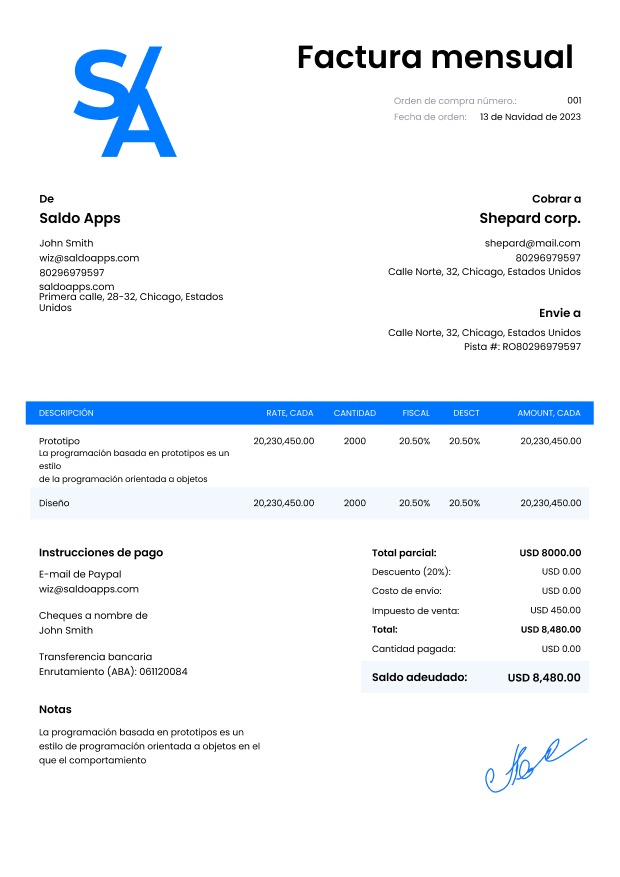 SA
Factura mensual
Orden de compra número.: 001
Fecha de orden: 13 de Navidad de 2023
De
Saldo Apps
John Smith
wiz@saldoapps.com
80296979597
saldoapps.com
Primera calle, 28-32, Chicago, Estados
Unidos
Cobrar a
Shepard corp.
shepard@mail.com
80296979597
Calle Norte, 32, Chicago, Estados Unidos
Envie a
Calle Norte, 32, Chicago, Estados Unidos
Pista #: RO80296979597
DESCRIPCIÓN RATE, CADA CANTIDAD FISCAL DESCT AMOUNT, CADA
Prototipo 20,230,450.00 2000 20.50% 20.50% 20,230,450.00
La programación basada en prototipos es un
estilo
de la programación orientada a objetos
Diseño 20,230,450.00 2000 20.50% 20.50% 20,230,450.00
Instrucciones de pago
E-mail de Paypal
wiz@saldoapps.com
Cheques a nombre de
John Smith
Transferencia bancaria
Enrutamiento (ABA): 061120084
Total parcial: USD 8000.00
Descuento (20%): USD 0.00
Costo de envío: USD 0.00
Impuesto de venta: USD 450.00
Total: USD 8,480.00
Cantidad pagada: USD 0.00
Saldo adeudado: USD 8,480.00
Notas
La programación basada en prototipos es un
estilo de programación orientada a objetos en el
que el comportamiento